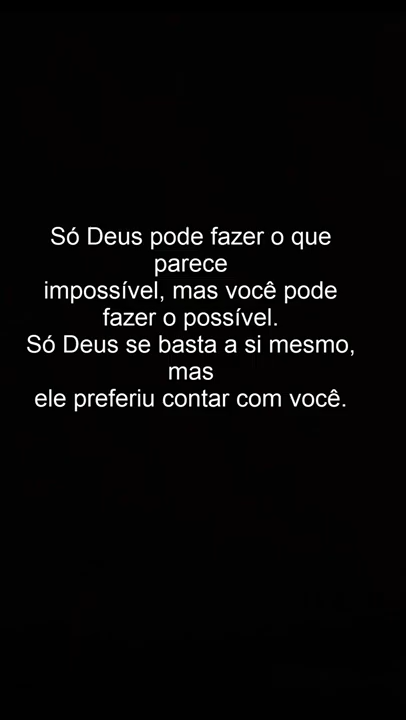 Só Deus pode fazer o que
parece
impossível, mas você pode
fazer o possível.
Só Deus se basta a si mesmo,
mas
ele preferiu contar com você.